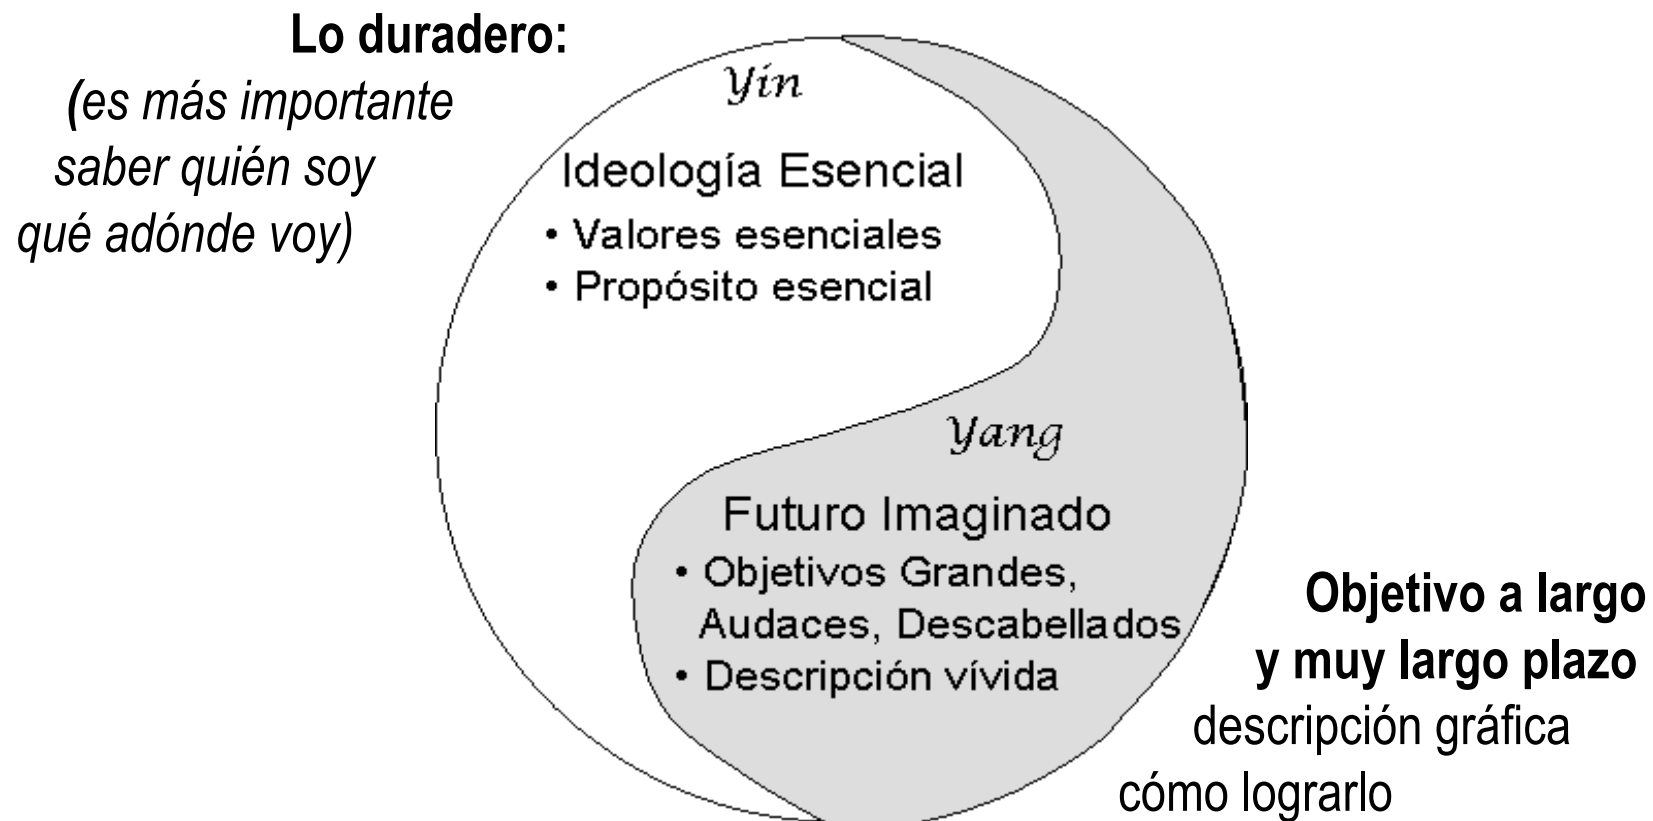 Lo duradero:
(es más importante
saber quién soy
qué adónde voy)
Yin
Ideología Esencial
• Valores esenciales
• Propósito esencial
Yang
Futuro Imaginado
• Objetivos Grandes,
Audaces, Descabellados
• Descripción vívida
Objetivo a largo
y muy largo plazo
descripción gráfica
cómo lograrlo